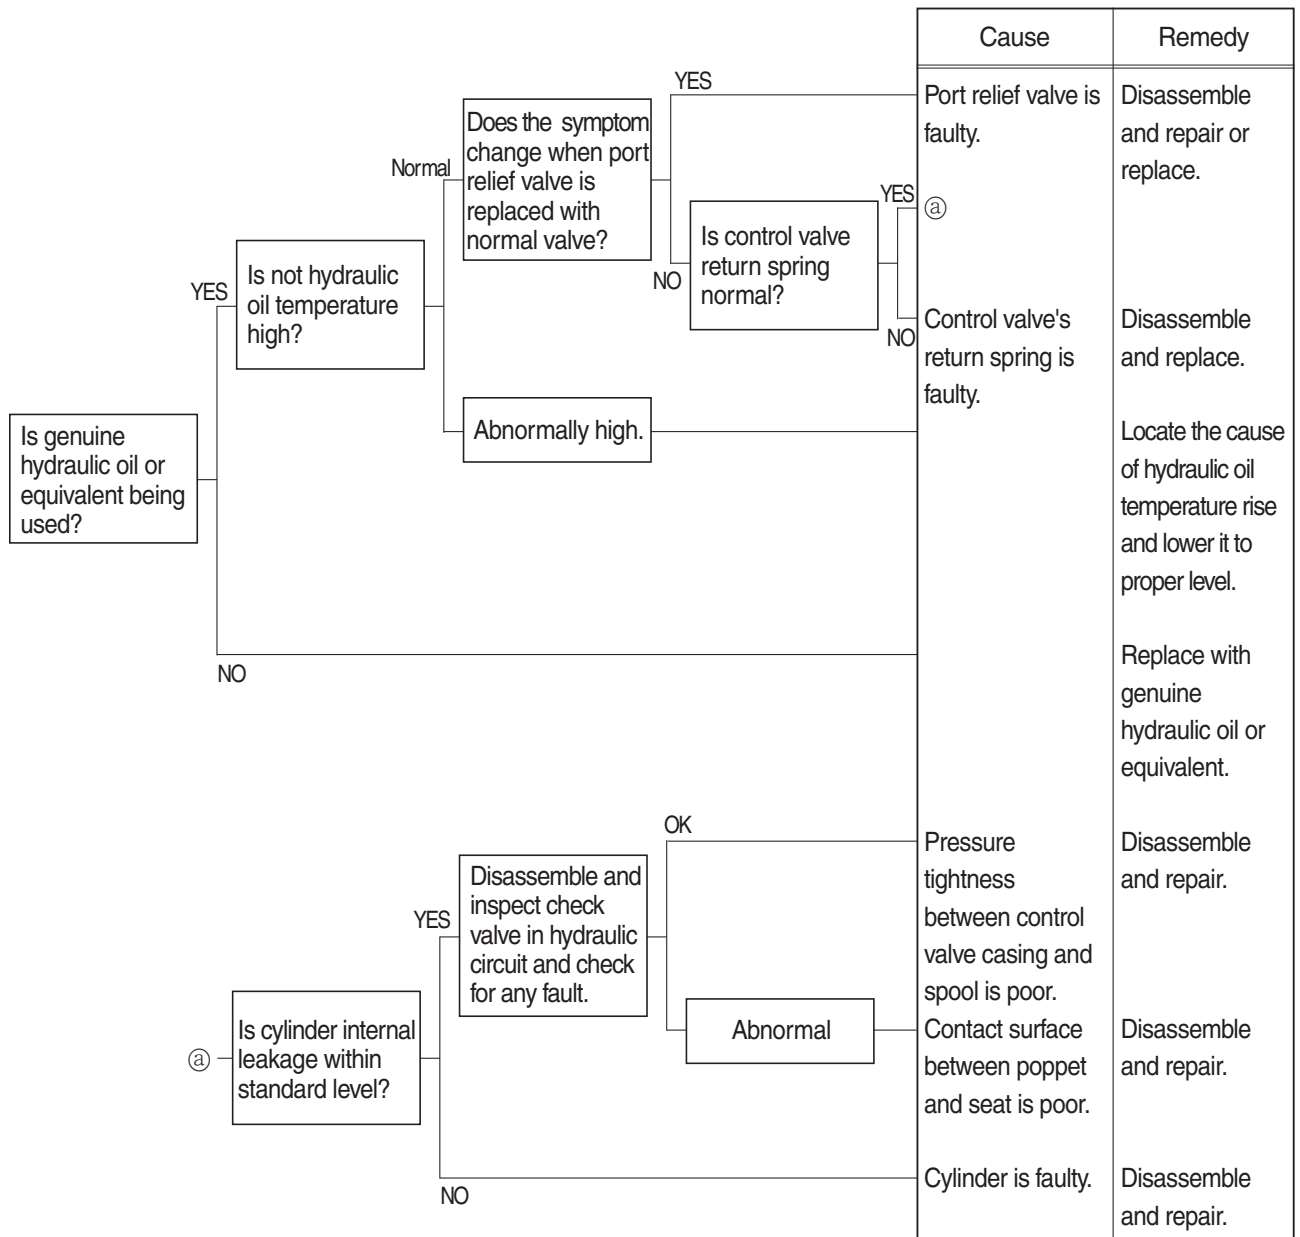 Cause
Remedy
YES
Port relief valve is
faulty.
Disassemble
and repair or
replace.
Does the symptom
change when port
relief valve is
replaced with
normal valve?
Normal
YES
ⓐ
Is control valve
return spring
normal?
NO
Is not hydraulic
oil temperature
high?
YES
NO
Control valve's
return spring is
faulty.
Disassemble
and replace.
Abnormally high.
Locate the cause
of hydraulic oil
temperature rise
and lower it to
proper level.
Is genuine
hydraulic oil or
equivalent being
used?
NO
Replace with
genuine
hydraulic oil or
equivalent.
OK
Pressure
tightness
between control
valve casing and
spool is poor.
Disassemble
and repair.
Disassemble and
inspect check
valve in hydraulic
circuit and check
for any fault.
YES
Abnormal
Contact surface
between poppet
and seat is poor.
Disassemble
and repair.
ⓐ
Is cylinder internal
leakage within
standard level?
NO
Cylinder is faulty.
Disassemble
and repair.